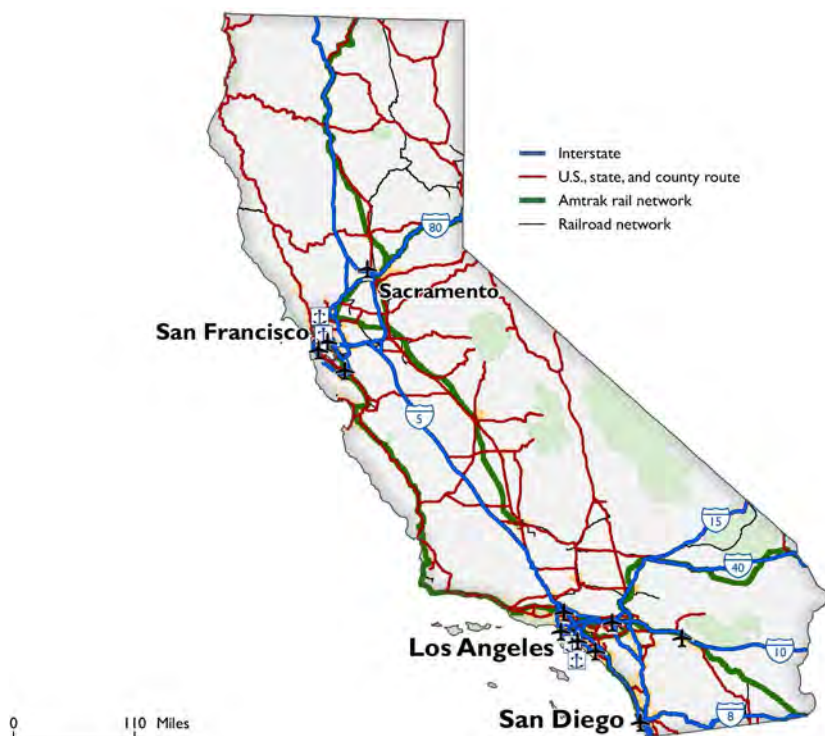 Interstate
U.S., state, and county route
Amtrak rail network
Railroad network
80
Sacramento
San Francisco
5
15
40
Los Angeles
10
San Diego
8
0 110 Miles